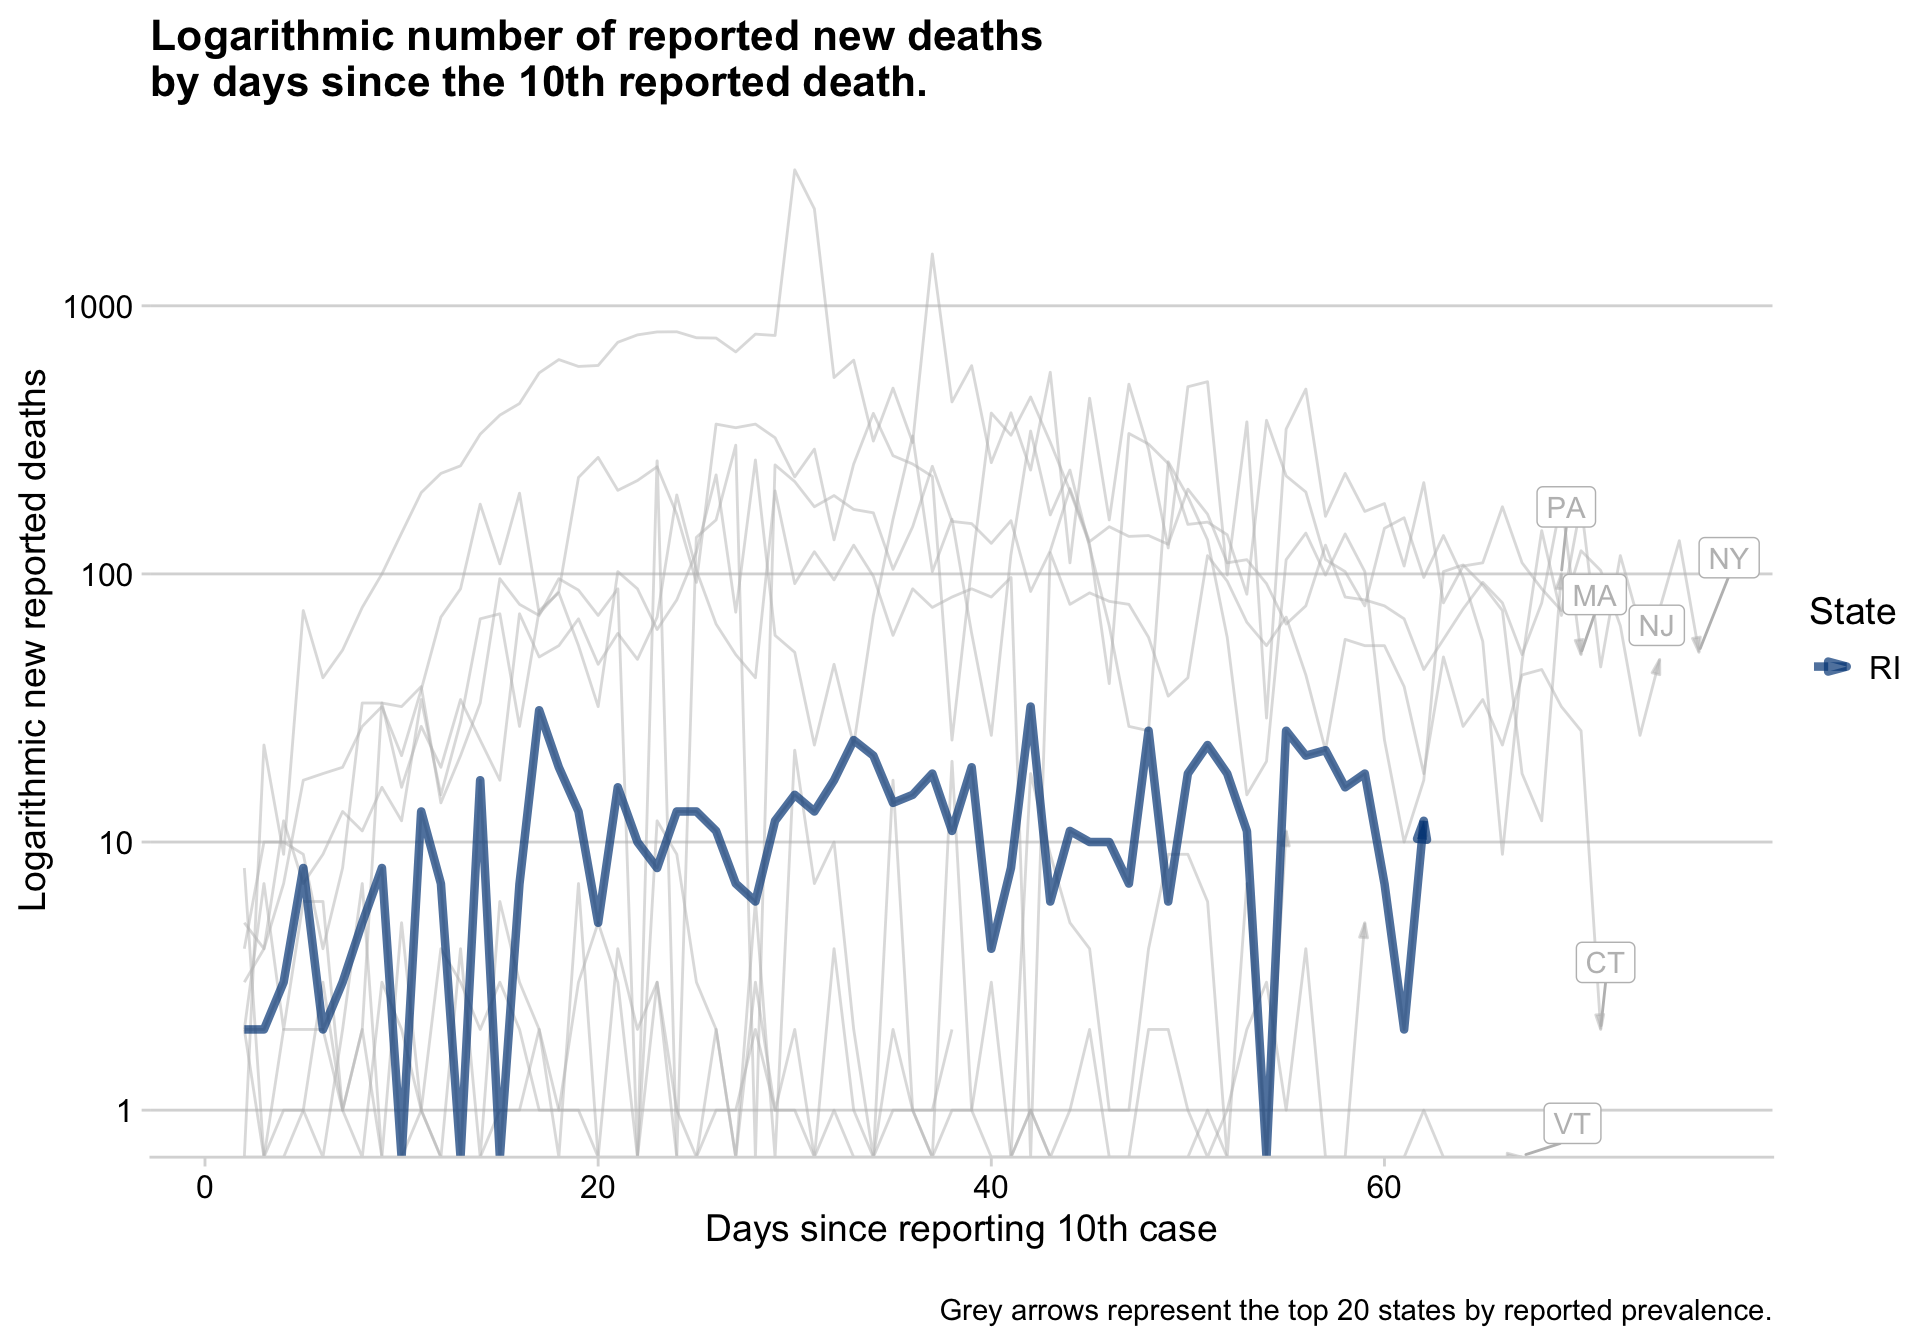 Logarithmic number of reported new deaths
by days since the 10th reported death.
Logarithmic new reported deaths
1000
100
10
1
PA
NY
MA
NJ
CT
VT
State
RI
0
20
40
60
Days since reporting 10th case
Grey arrows represent the top 20 states by reported prevalence.